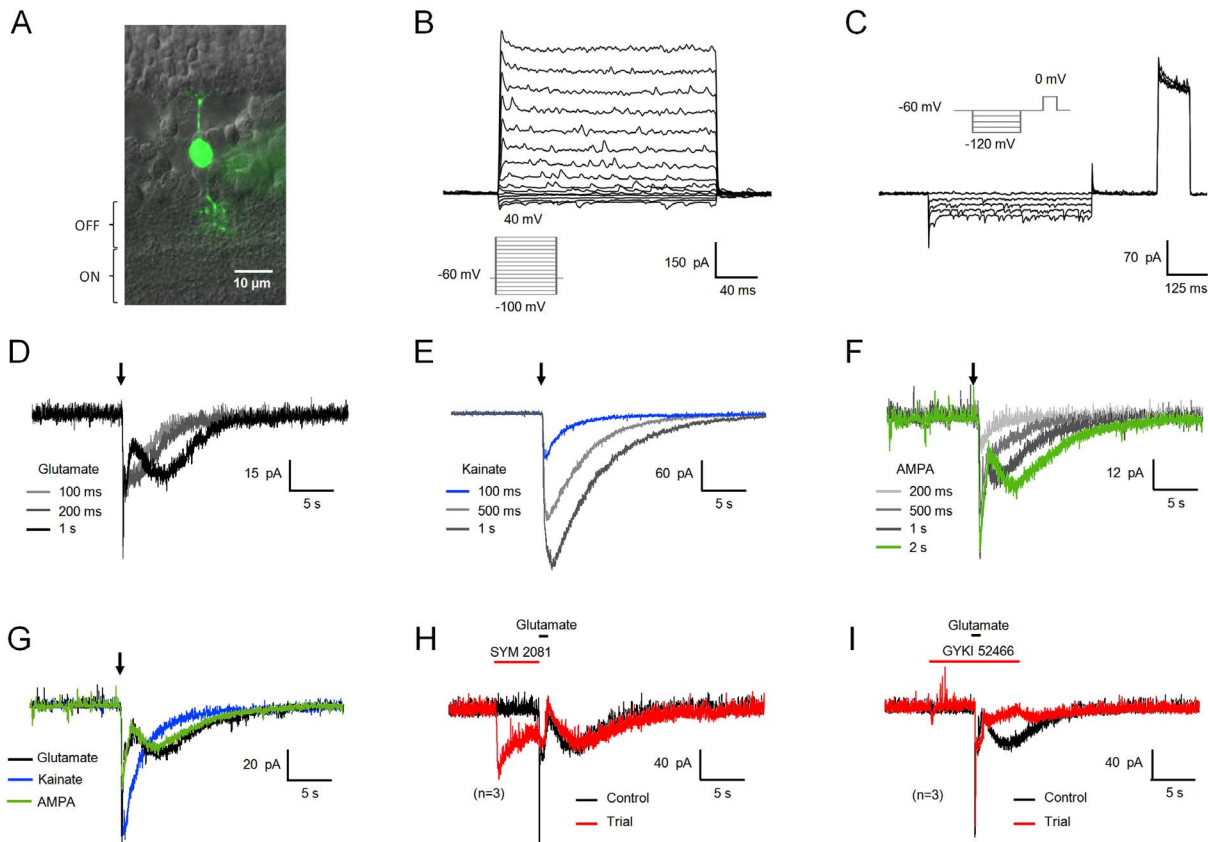 A
OFF
ON
10 µm
B
40 mV
-60 mV
-100 mV
150 pA
40 ms
C
0 mV
-60 mV
-120 mV
70 pA
125 ms
D
Glutamate
100 ms
200 ms
1 s
15 pA
5 s
E
Kainate
100 ms
500 ms
1 s
60 pA
5 s
F
AMPA
200 ms
500 ms
1 s
2 s
12 pA
5 s
G
Glutamate
Kainate
AMPA
20 pA
5 s
H
Glutamate
SYM 2081
(n=3)
Control
Trial
40 pA
5 s
I
Glutamate
GYKI 52466
(n=3)
Control
Trial
40 pA
5 s